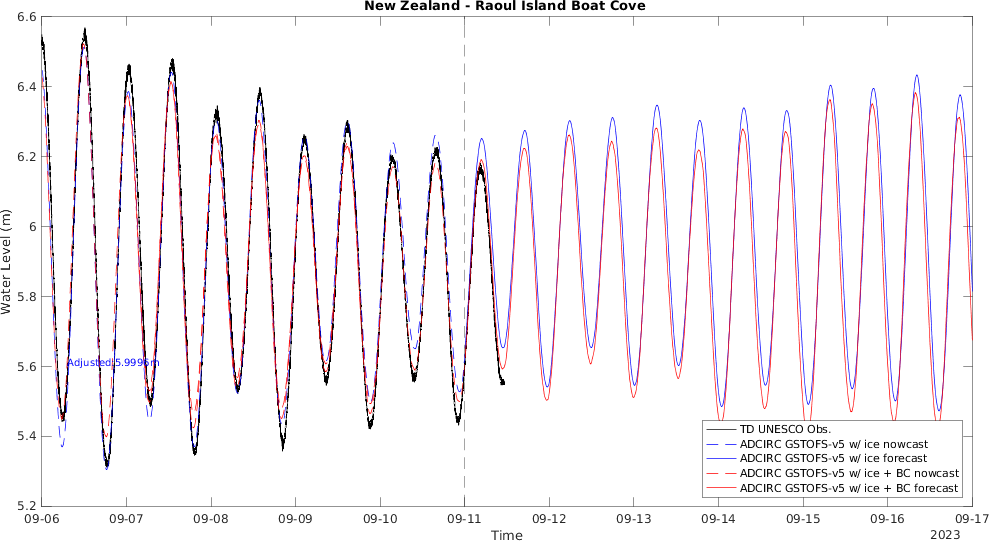 New Zealand - Raoul Island Boat Cove
Water Level (m)
6.6
6.4
6.2
6
5.8
5.6
5.4
5.2
Adjusted 5.9996m
TD UNESCO Obs.
ADCIRC GSTOFS-v5 w/ ice nowcast
ADCIRC GSTOFS-v5 w/ ice forecast
ADCIRC GSTOFS-v5 w/ ice + BC nowcast
ADCIRC GSTOFS-v5 w/ ice + BC forecast
09-06 09-07 09-08 09-09 09-10 09-11 09-12 09-13 09-14 09-15 09-16 09-17
Time
2023